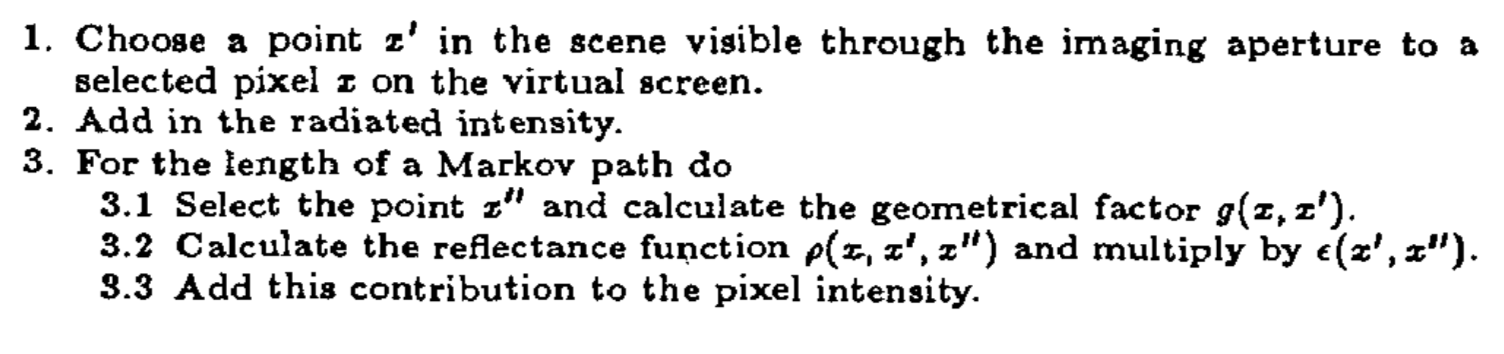 1. Choose a point x′ in the scene visible through the imaging aperture to a
selected pixel x on the virtual screen.
2. Add in the radiated intensity.
3. For the length of a Markov path do
3.1 Select the point x″ and calculate the geometrical factor g(x, x′).
3.2 Calculate the reflectance function ρ(x, x′, x″) and multiply by ϵ(x′, x″).
3.3 Add this contribution to the pixel intensity.